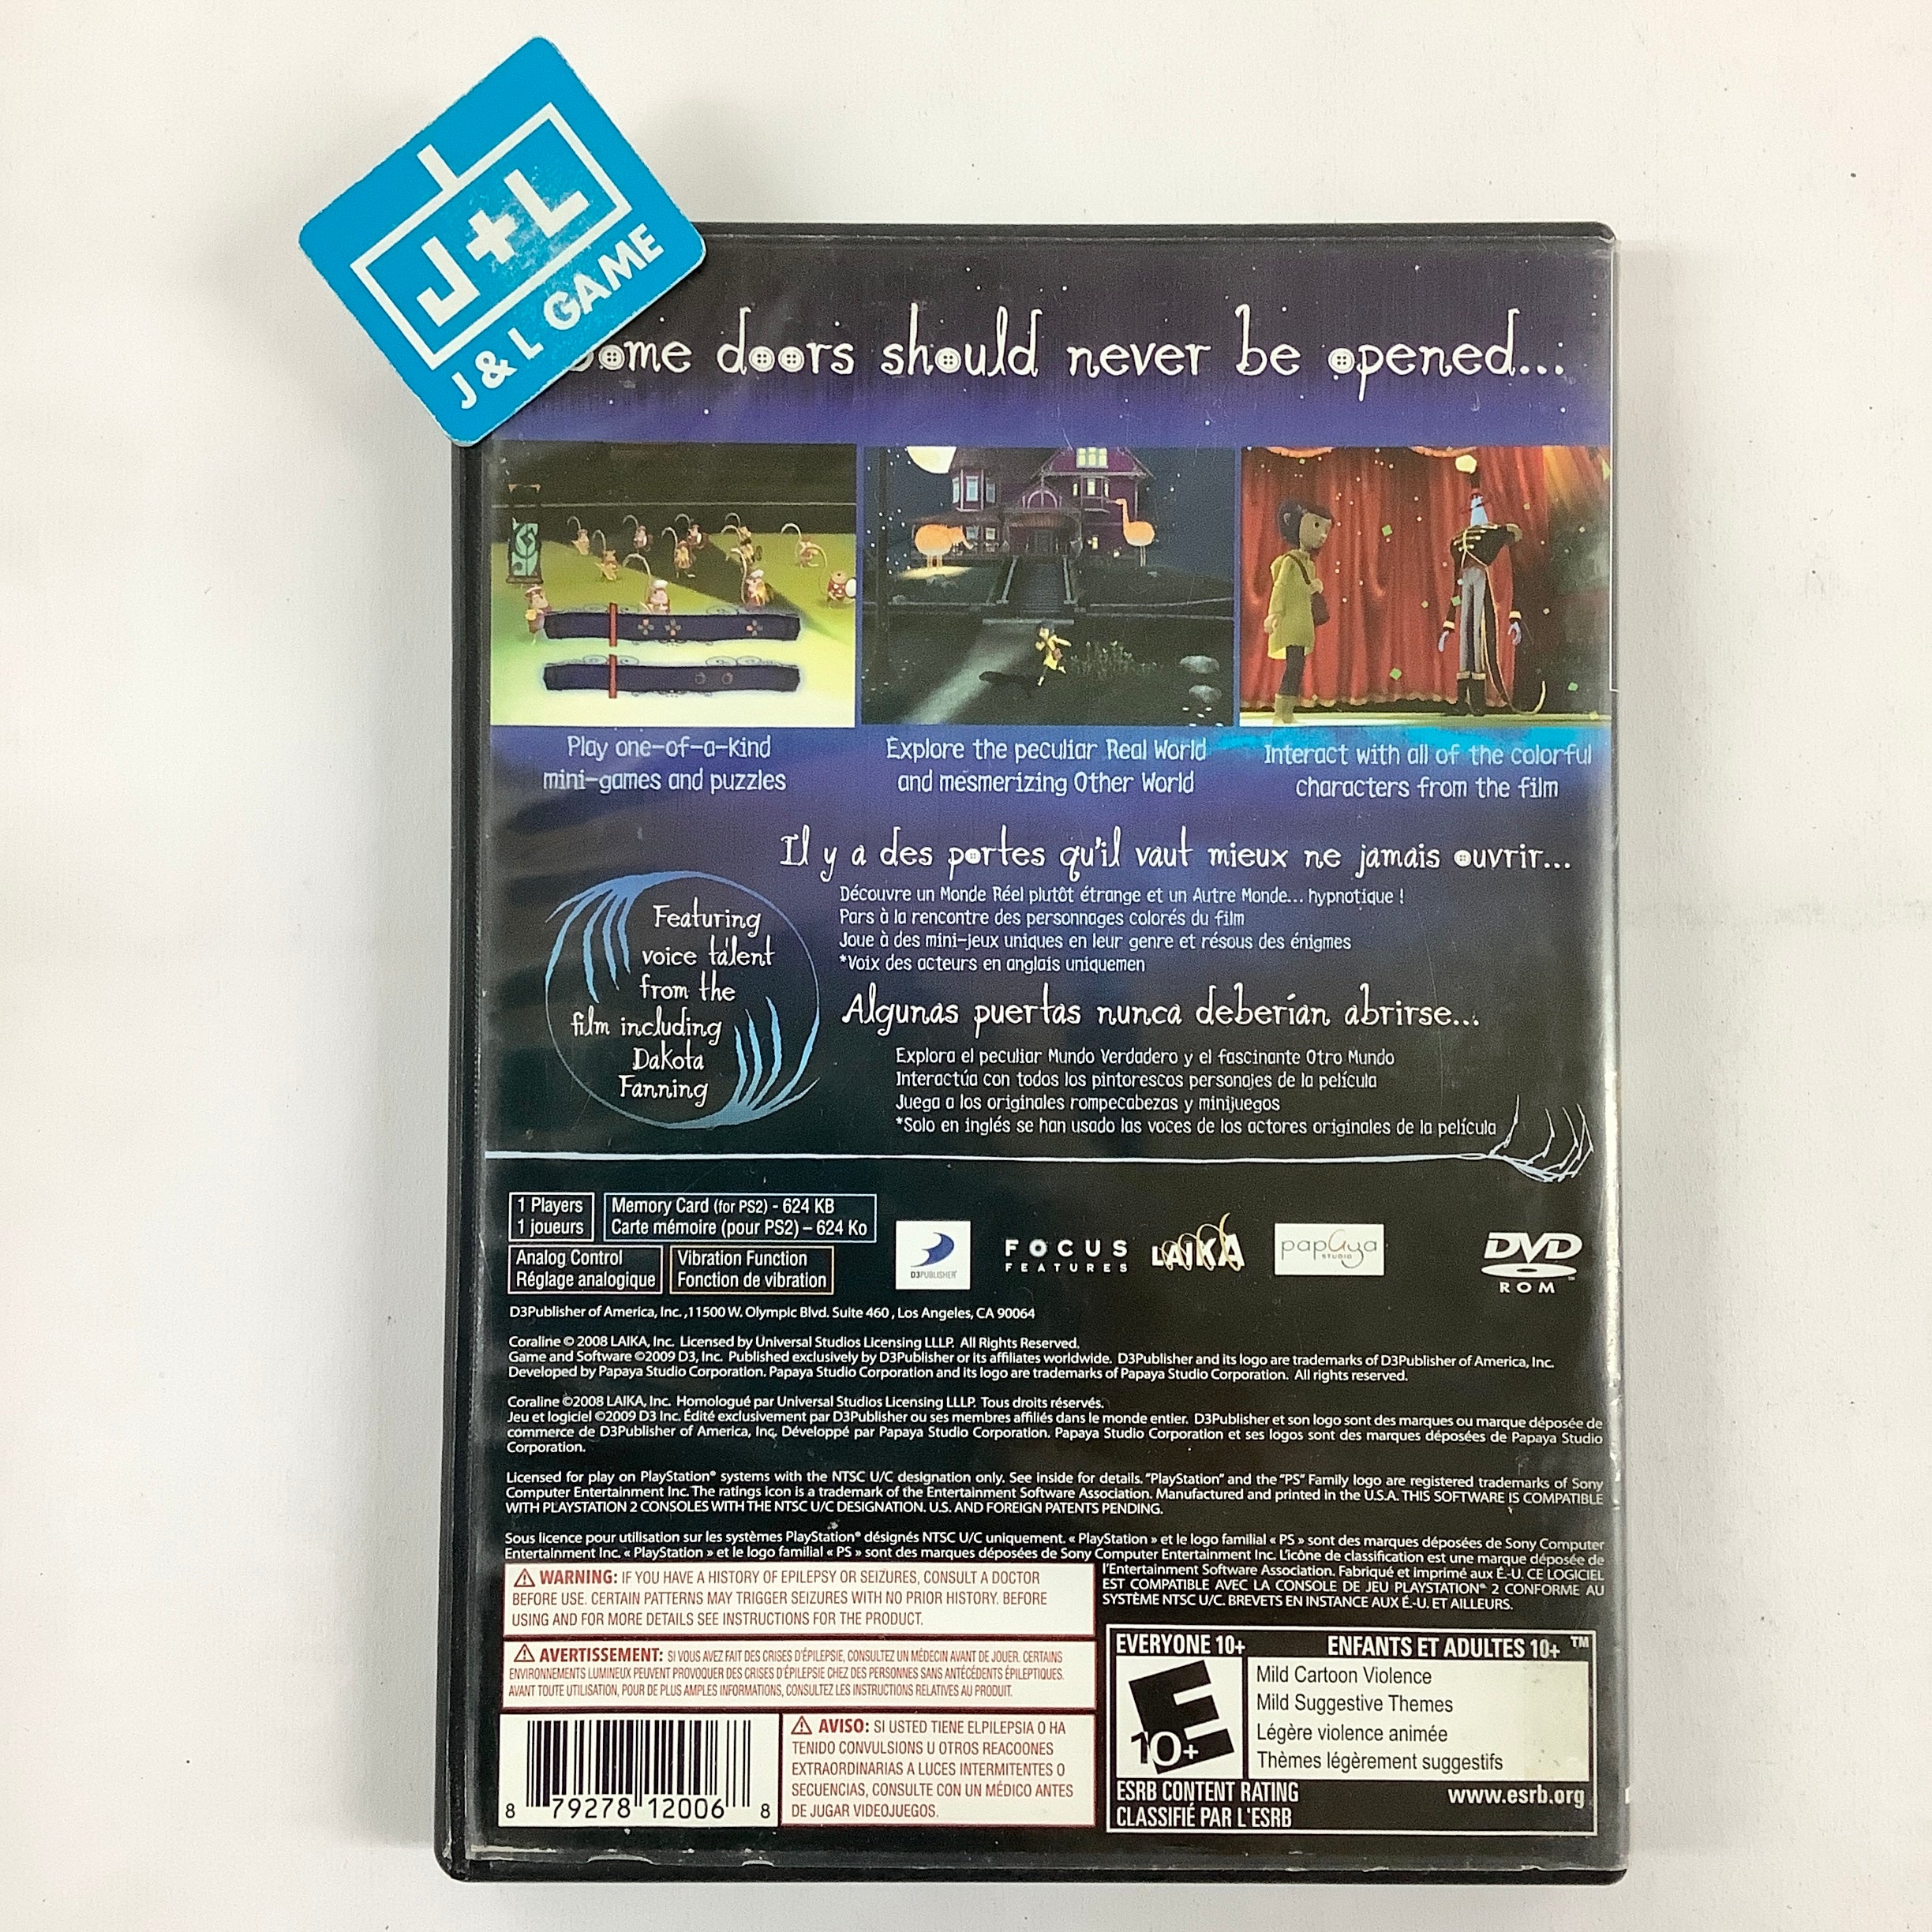 J+L
J & L GAME
Some doors should never be opened...
Play one-of-a-kind
mini-games and puzzles
Explore the peculiar Real World
and mesmerizing Other World
Interact with all of the colorful
characters from the film
Il y a des portes qu'il vaut mieux ne jamais ouvrir...
Découvre un Monde Réel plutôt étrange et un Autre Monde... hypnotique !
Pars à la rencontre des personnages colorés du film
Joue à des mini-jeux uniques en leur genre et résous des énigmes
*Voix des acteurs en anglais uniquemen
Featuring
voice talent
from the
film including
Dakota
Fanning
Algunas puertas nunca deberían abrirse...
Explora el peculiar Mundo Verdadero y el fascinante Otro Mundo
Interactúa con todos los pintorescos personajes de la película
Juega a los originales rompecabezas y minijuegos
*Solo en inglés se han usado las voces de los actores originales de la película
1 Players
1 joueurs
Memory Card (for PS2) - 624 KB
Carte mémoire (pour PS2) – 624 Ko
Analog Control
Réglage analogique
Vibration Function
Fonction de vibration
D3PUBLISHER
FOCUS
FEATURES
LAIKA
papaya
STUDIO
DVD
ROM
D3Publisher of America, Inc. ,11500 W. Olympic Blvd. Suite 460 , Los Angeles, CA 90064
Coraline © 2008 LAIKA, Inc. Licensed by Universal Studios Licensing LLLP. All Rights Reserved.
Game and Software ©2009 D3, Inc. Published exclusively by D3Publisher or its affiliates worldwide. D3Publisher and its logo are trademarks of D3Publisher of America, Inc.
Developed by Papaya Studio Corporation. Papaya Studio Corporation and its logo are trademarks of Papaya Studio Corporation. All rights reserved.
Coraline ©2008 LAIKA, Inc. Homologué par Universal Studios Licensing LLLP. Tous droits réservés.
Jeu et logiciel ©2009 D3 Inc. Édité exclusivement par D3Publisher ou ses membres affiliés dans le monde entier. D3Publisher et son logo sont des marques ou marque déposée de
commerce de D3Publisher of America, Inc. Développé par Papaya Studio Corporation. Papaya Studio Corporation et ses logos sont des marques déposées de Papaya Studio
Corporation.
Licensed for play on PlayStation® systems with the NTSC U/C designation only. See inside for details. "PlayStation" and the "PS" Family logo are registered trademarks of Sony
Computer Entertainment Inc. The ratings icon is a trademark of the Entertainment Software Association. Manufactured and printed in the U.S.A. THIS SOFTWARE IS COMPATIBLE
WITH PLAYSTATION 2 CONSOLES WITH THE NTSC U/C DESIGNATION. U.S. AND FOREIGN PATENTS PENDING.
Sous licence pour utilisation sur les systèmes PlayStation® désignés NTSC U/C uniquement. « PlayStation » et le logo familial « PS » sont des marques déposées de Sony Computer
Entertainment Inc. « PlayStation » et le logo familial « PS » sont des marques déposées de Sony Computer Entertainment Inc. L'icône de classification est une marque déposée de
l'Entertainment Software Association. Fabriqué et imprimé aux É.-U. CE LOGICIEL
EST COMPATIBLE AVEC LA CONSOLE DE JEU PLAYSTATION® 2 CONFORME AU
SYSTÈME NTSC U/C. BREVETS EN INSTANCE AUX É.-U. ET AILLEURS.
WARNING: IF YOU HAVE A HISTORY OF EPILEPSY OR SEIZURES, CONSULT A DOCTOR
BEFORE USE. CERTAIN PATTERNS MAY TRIGGER SEIZURES WITH NO PRIOR HISTORY. BEFORE
USING AND FOR MORE DETAILS SEE INSTRUCTIONS FOR THE PRODUCT.
AVERTISSEMENT: SI VOUS AVEZ FAIT DES CRISES D'ÉPILEPSIE, CONSULTEZ UN MÉDECIN AVANT DE JOUER. CERTAINS
ENVIRONNEMENTS LUMINEUX PEUVENT PROVOQUER DES CRISES D'ÉPILEPSIE CHEZ DES PERSONNES SANS ANTÉCÉDENTS ÉPILEPTIQUES.
AVANT TOUTE UTILISATION, POUR DE PLUS AMPLES INFORMATIONS, CONSULTEZ LES INSTRUCTIONS RELATIVES AU PRODUIT.
8 79278 12006 8
AVISO: SI USTED TIENE ELPILEPSIA O HA
TENIDO CONVULSIONS U OTROS REACOONES
EXTRAORDINARIAS A LUCES INTERMITENTES O
SECUENCIAS, CONSULTE CON UN MÉDICO ANTES
DE JUGAR VIDEOJUEGOS.
EVERYONE 10+ ENFANTS ET ADULTES 10+ ™
E
10+
Mild Cartoon Violence
Mild Suggestive Themes
Légère violence animée
Thèmes légèrement suggestifs
ESRB CONTENT RATING www.esrb.org
CLASSIFIÉ PAR L'ESRB